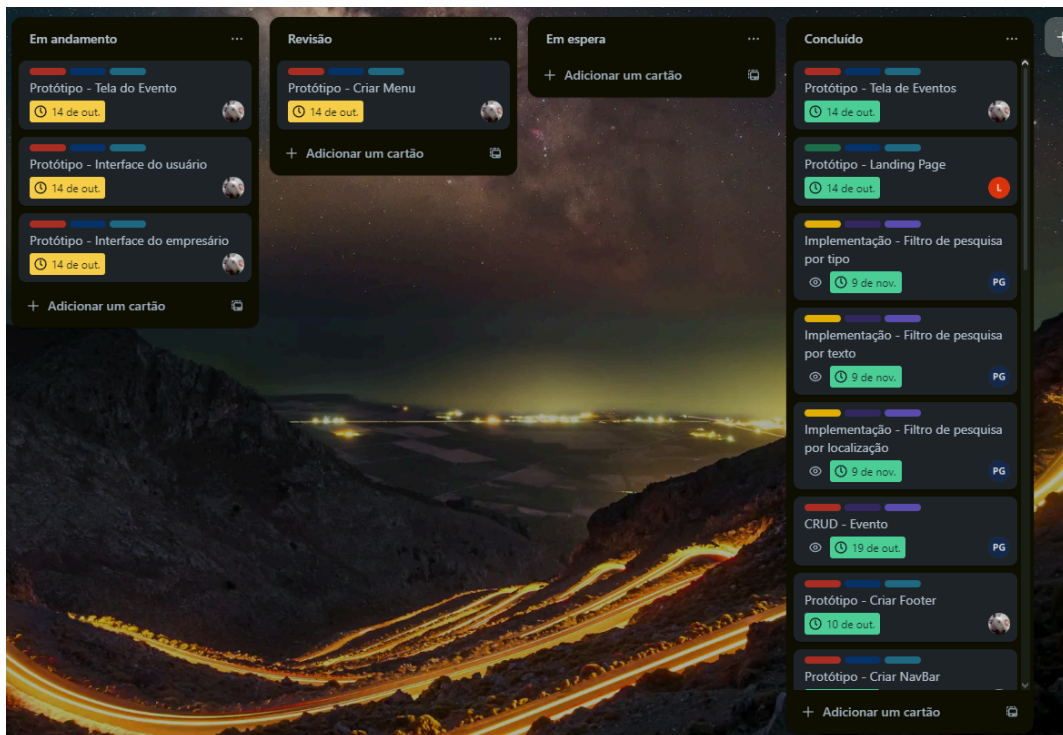 Em andamento
Protótipo - Tela do Evento
14 de out.
Protótipo - Interface do usuário
14 de out.
Protótipo - Interface do empresário
14 de out.
+ Adicionar um cartão
Revisão
Protótipo - Criar Menu
14 de out.
+ Adicionar um cartão
Em espera
+ Adicionar um cartão
Concluído
Protótipo - Tela de Eventos
14 de out.
Protótipo - Landing Page
14 de out.
L
Implementação - Filtro de pesquisa
por tipo
9 de nov.
PG
Implementação - Filtro de pesquisa
por texto
9 de nov.
PG
Implementação - Filtro de pesquisa
por localização
9 de nov.
PG
CRUD - Evento
19 de out.
PG
Protótipo - Criar Footer
10 de out.
Protótipo - Criar NavBar
+ Adicionar um cartão